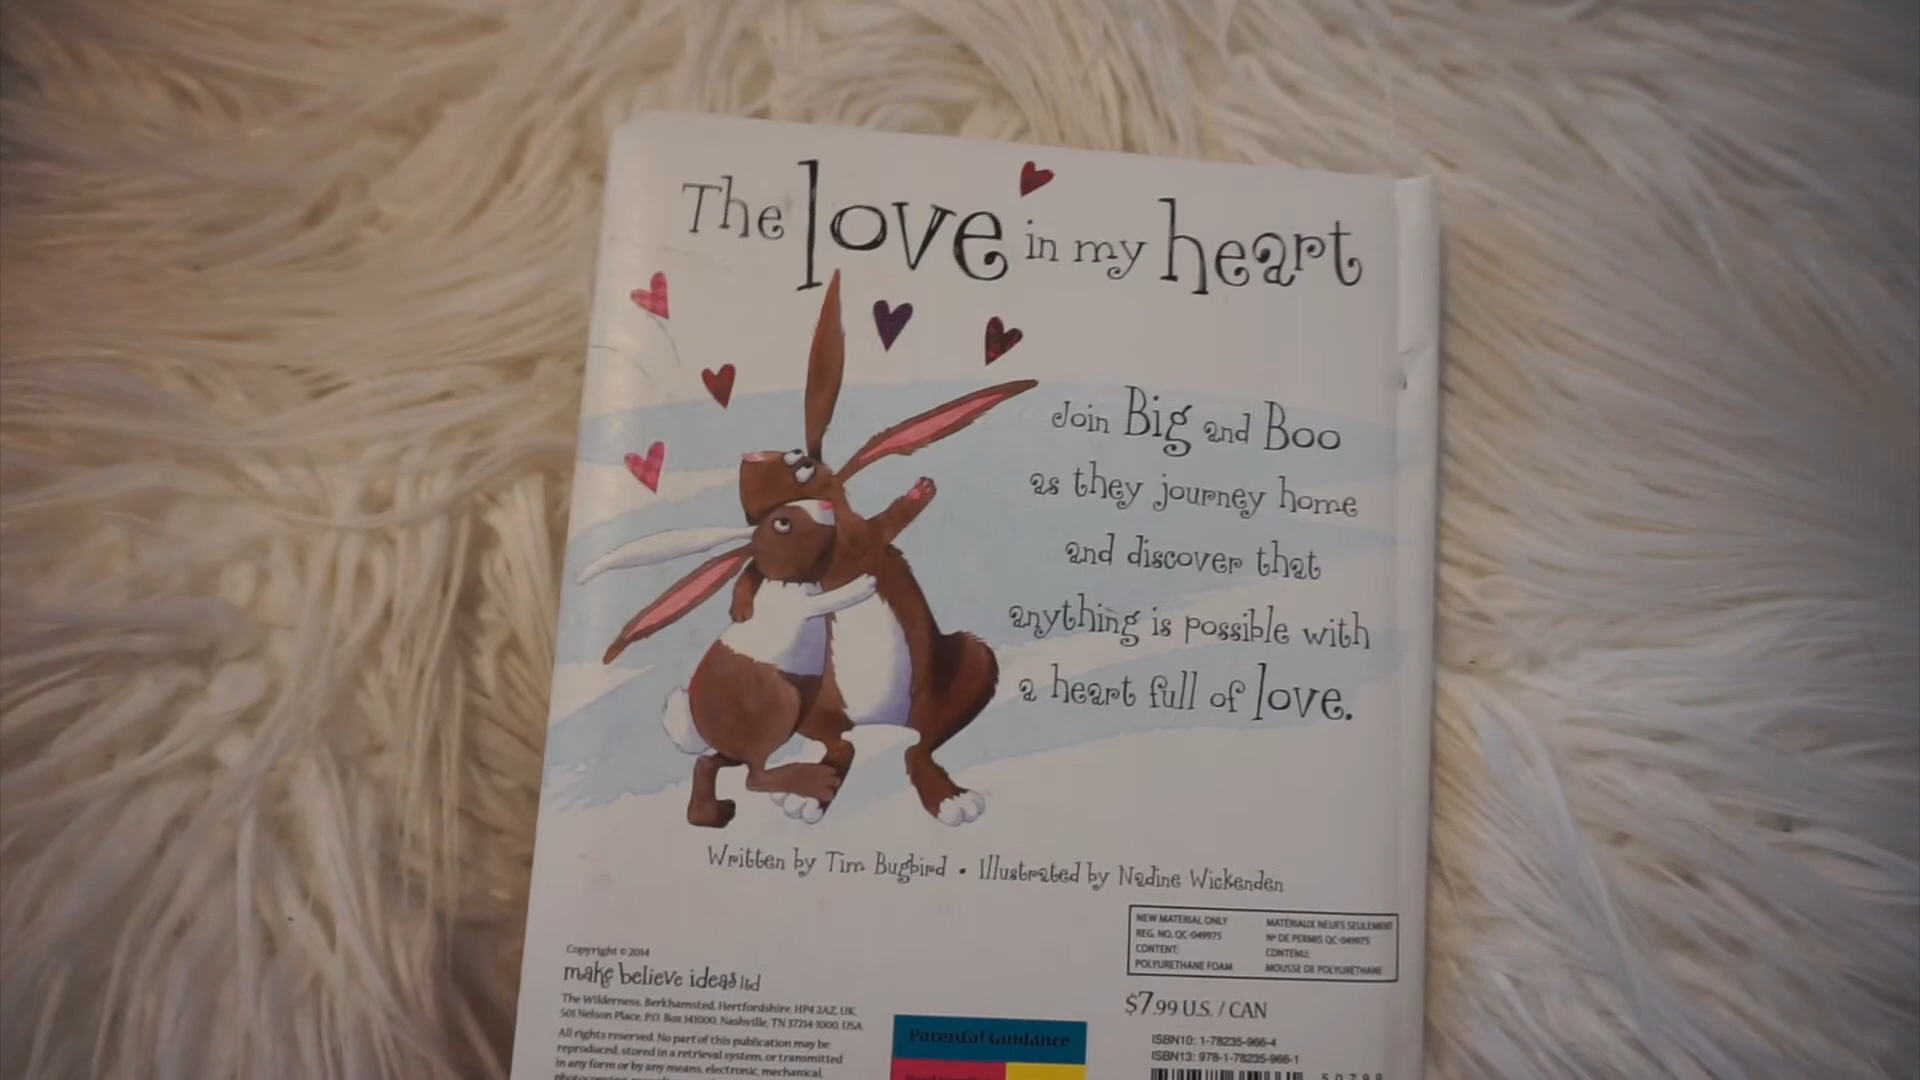 The love in my heart
Join Big and Boo
as they journey home
and discover that
anything is possible with
a heart full of love.
Written by Tim Bugbird • Illustrated by Nadine Wickenden
NEW MATERIAL ONLY
REG. NO. QC-049975
CONTENT:
POLYURETHANE FOAM
MATÉRIAUX NEUFS SEULEMENT
Nº DE PERMIS QC-049975
CONTENU:
MOUSSE DE POLYURÉTHANE
Copyright © 2014
make believe ideas ltd
The Wilderness, Berkhamsted, Hertfordshire, HP4 2AZ, UK.
501 Nelson Place, P.O. Box 141000, Nashville, TN 37214-1000, USA
All rights reserved. No part of this publication may be
reproduced, stored in a retrieval system, or transmitted
in any form or by any means, electronic, mechanical,
Parental Guidance
$7.99 U.S. / CAN
ISBN10: 1-78235-966-4
ISBN13: 978-1-78235-966-1